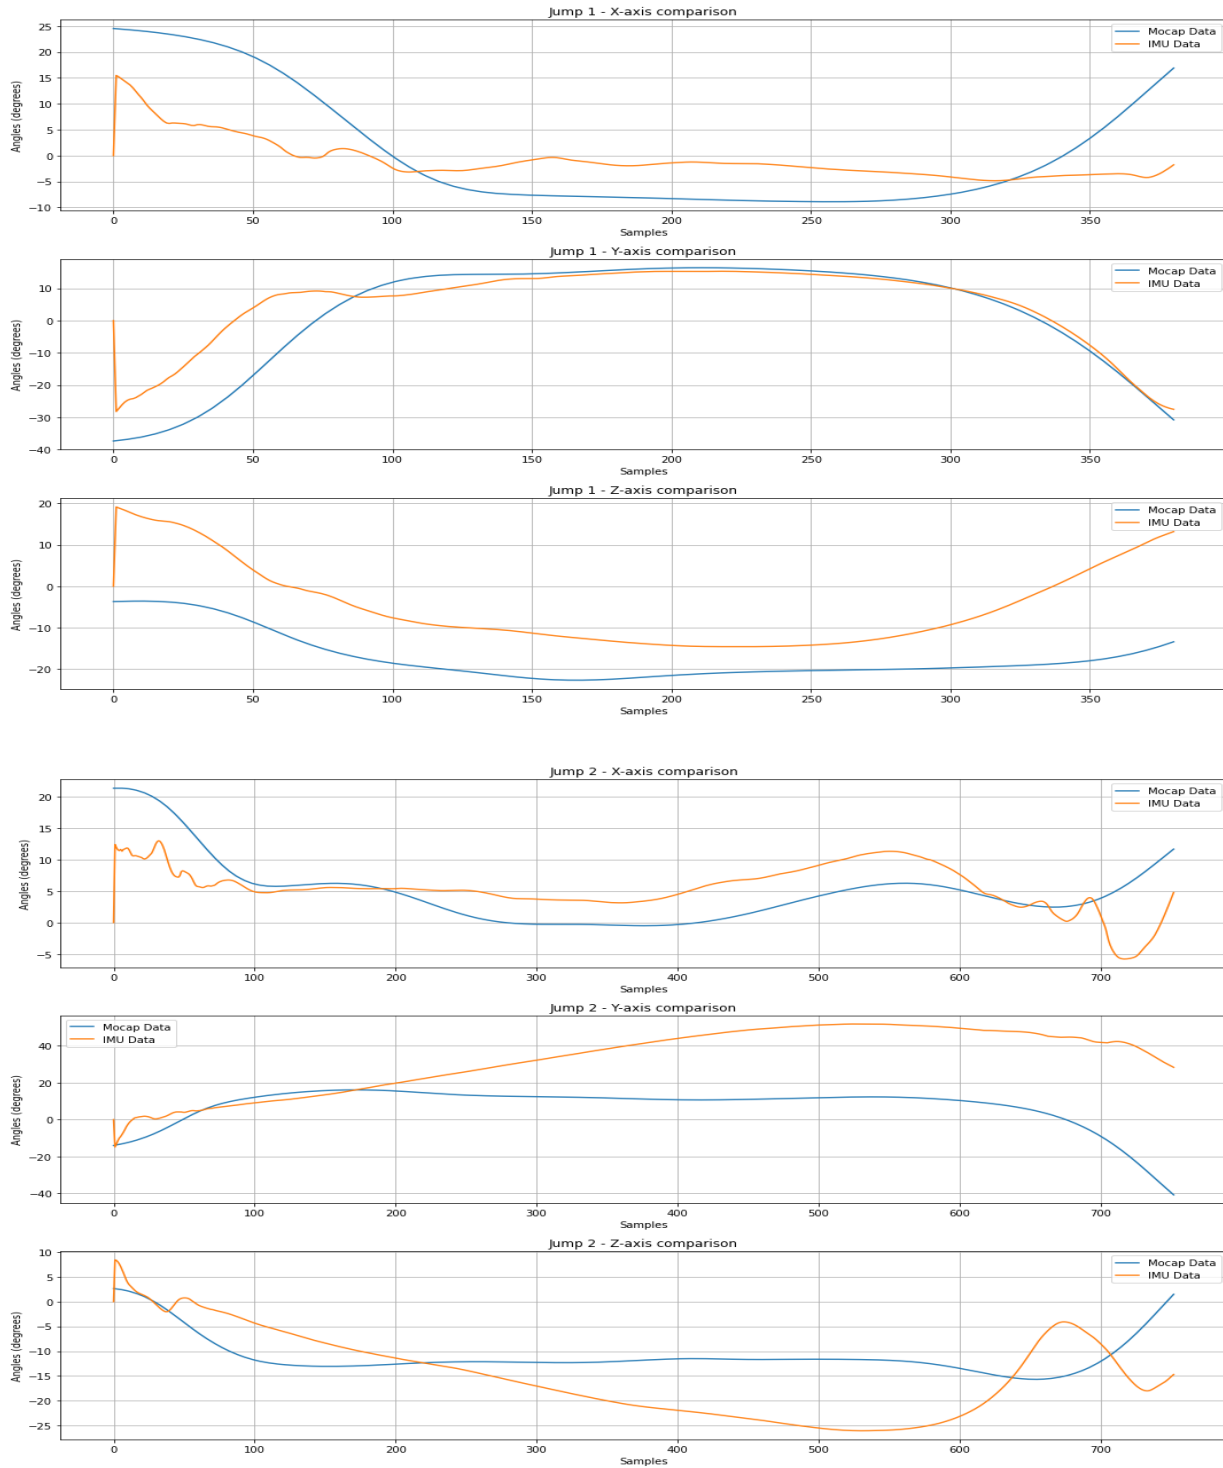 Jump 1 - X-axis comparison
Angles (degrees)
25
20
15
10
5
0
−5
−10
Mocap Data
IMU Data
0 50 100 150 200 250 300 350
Samples
Jump 1 - Y-axis comparison
Angles (degrees)
10
0
−10
−20
−30
−40
Mocap Data
IMU Data
0 50 100 150 200 250 300 350
Samples
Jump 1 - Z-axis comparison
Angles (degrees)
20
10
0
−10
−20
Mocap Data
IMU Data
0 50 100 150 200 250 300 350
Samples
Jump 2 - X-axis comparison
Angles (degrees)
20
15
10
5
0
−5
Mocap Data
IMU Data
0 100 200 300 400 500 600 700
Samples
Jump 2 - Y-axis comparison
Angles (degrees)
40
20
0
−20
−40
Mocap Data
IMU Data
0 100 200 300 400 500 600 700
Samples
Jump 2 - Z-axis comparison
Angles (degrees)
10
5
0
−5
−10
−15
−20
−25
Mocap Data
IMU Data
0 100 200 300 400 500 600 700
Samples